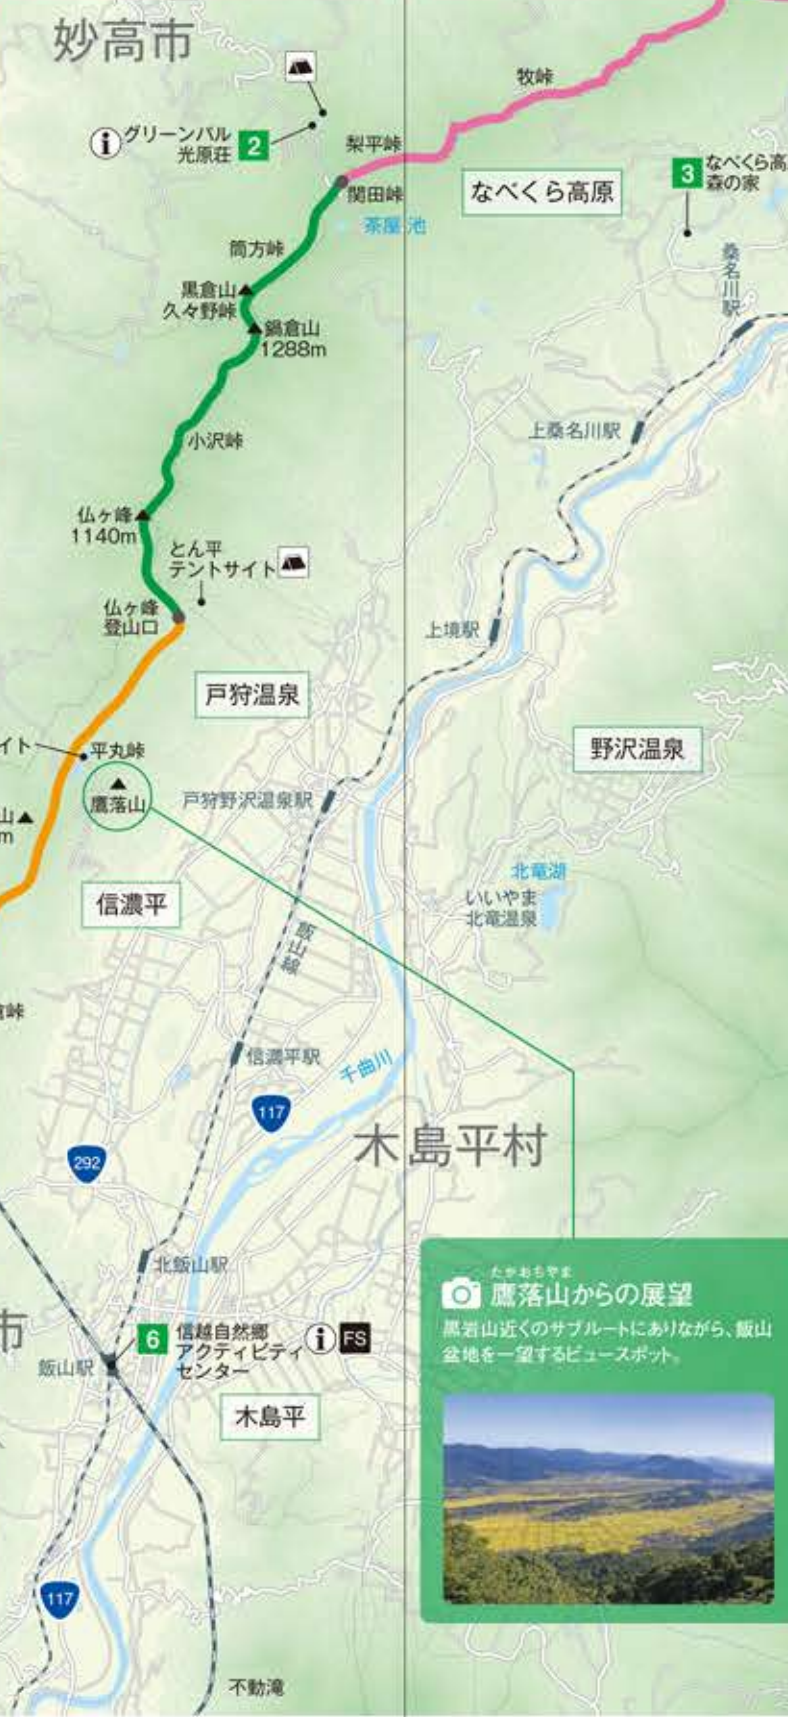 妙高市
牧峠
グリーンパル
光原荘
2
梨平峠
関田峠
なべくら高原
3
なべくら高
森の家
茶屋池
筒方峠
桑名川駅
黒倉山
久々野峠
鍋倉山
1288m
上桑名川駅
小沢峠
仏ヶ峰
1140m
とん平
テントサイト
仏ヶ峰
登山口
上境駅
戸狩温泉
野沢温泉
イト
平丸峠
鷹落山
戸狩野沢温泉駅
山
m
北竜湖
いいやま
北竜温泉
信濃平
飯山線
峠
信濃平駅
千曲川
117
292
木島平村
北飯山駅
たかおちやま
鷹落山からの展望
黒岩山近くのサブルートにありながら、飯山
盆地を一望するビュースポット。
市
6
信越自然郷
アクティビティ
センター
i
FS
飯山駅
木島平
117
不動滝